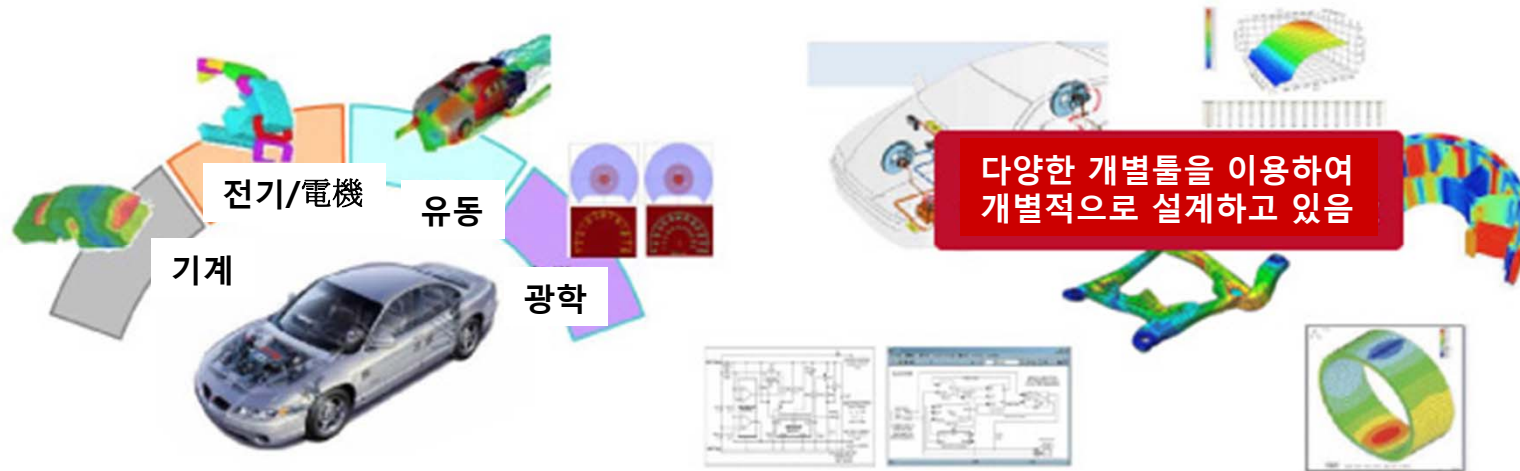 전기/電機
유동
기계
광학
다양한 개별툴을 이용하여
개별적으로 설계하고 있음